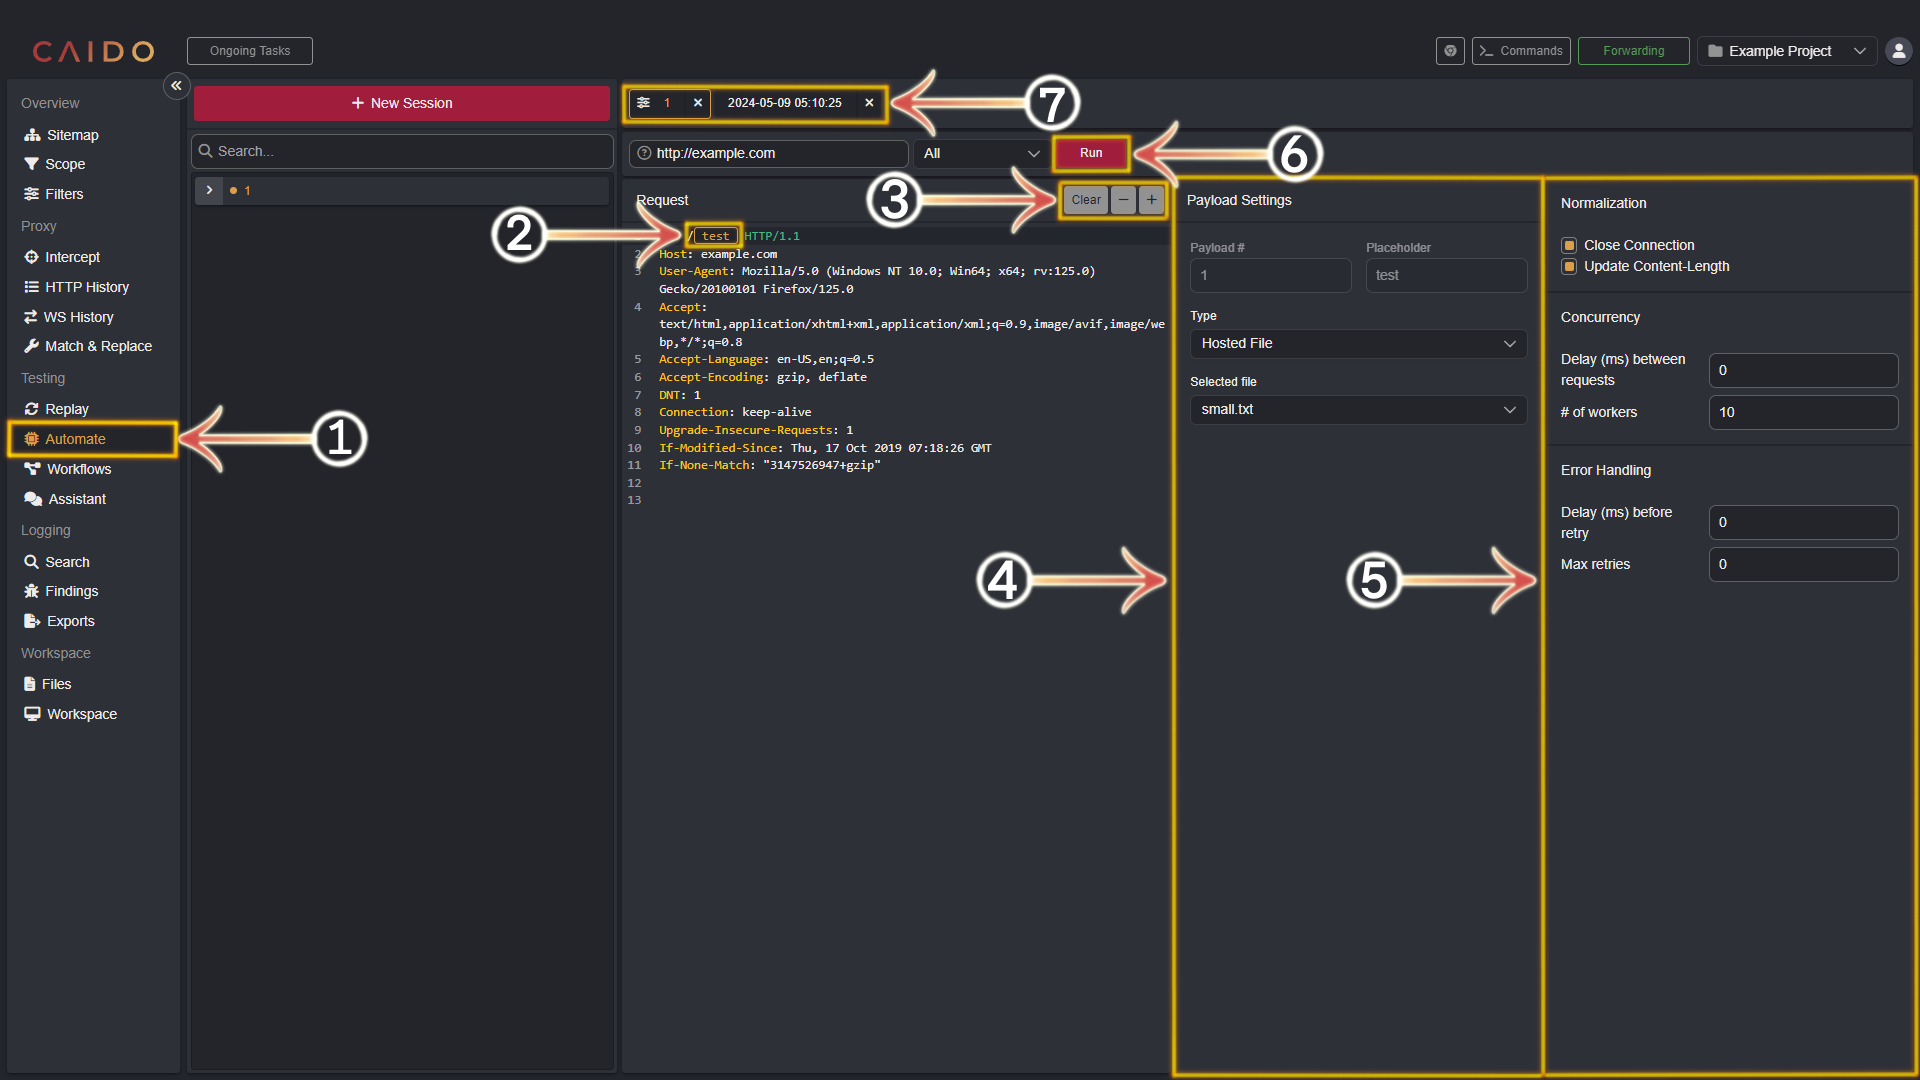 CAIDO
Ongoing Tasks
Commands
Forwarding
Example Project
Overview
Sitemap
Scope
Filters
Proxy
Intercept
HTTP History
WS History
Match & Replace
Testing
Replay
Automate
Workflows
Assistant
Logging
Search
Findings
Exports
Workspace
Files
Workspace
1
+ New Session
Search...
1
1
2024-05-09 05:10:25
7
http://example.com
All
Run
6
Request
3
Clear
2
/test HTTP/1.1
2 Host: example.com
3 User-Agent: Mozilla/5.0 (Windows NT 10.0; Win64; x64; rv:125.0)
Gecko/20100101 Firefox/125.0
4 Accept:
text/html,application/xhtml+xml,application/xml;q=0.9,image/avif,image/we
bp,*/*;q=0.8
5 Accept-Language: en-US,en;q=0.5
6 Accept-Encoding: gzip, deflate
7 DNT: 1
8 Connection: keep-alive
9 Upgrade-Insecure-Requests: 1
10 If-Modified-Since: Thu, 17 Oct 2019 07:18:26 GMT
11 If-None-Match: "3147526947+gzip"
12
13
4
Payload Settings
Payload #
Placeholder
1
test
Type
Hosted File
Selected file
small.txt
5
Normalization
Close Connection
Update Content-Length
Concurrency
Delay (ms) between
requests
0
# of workers
10
Error Handling
Delay (ms) before
retry
0
Max retries
0